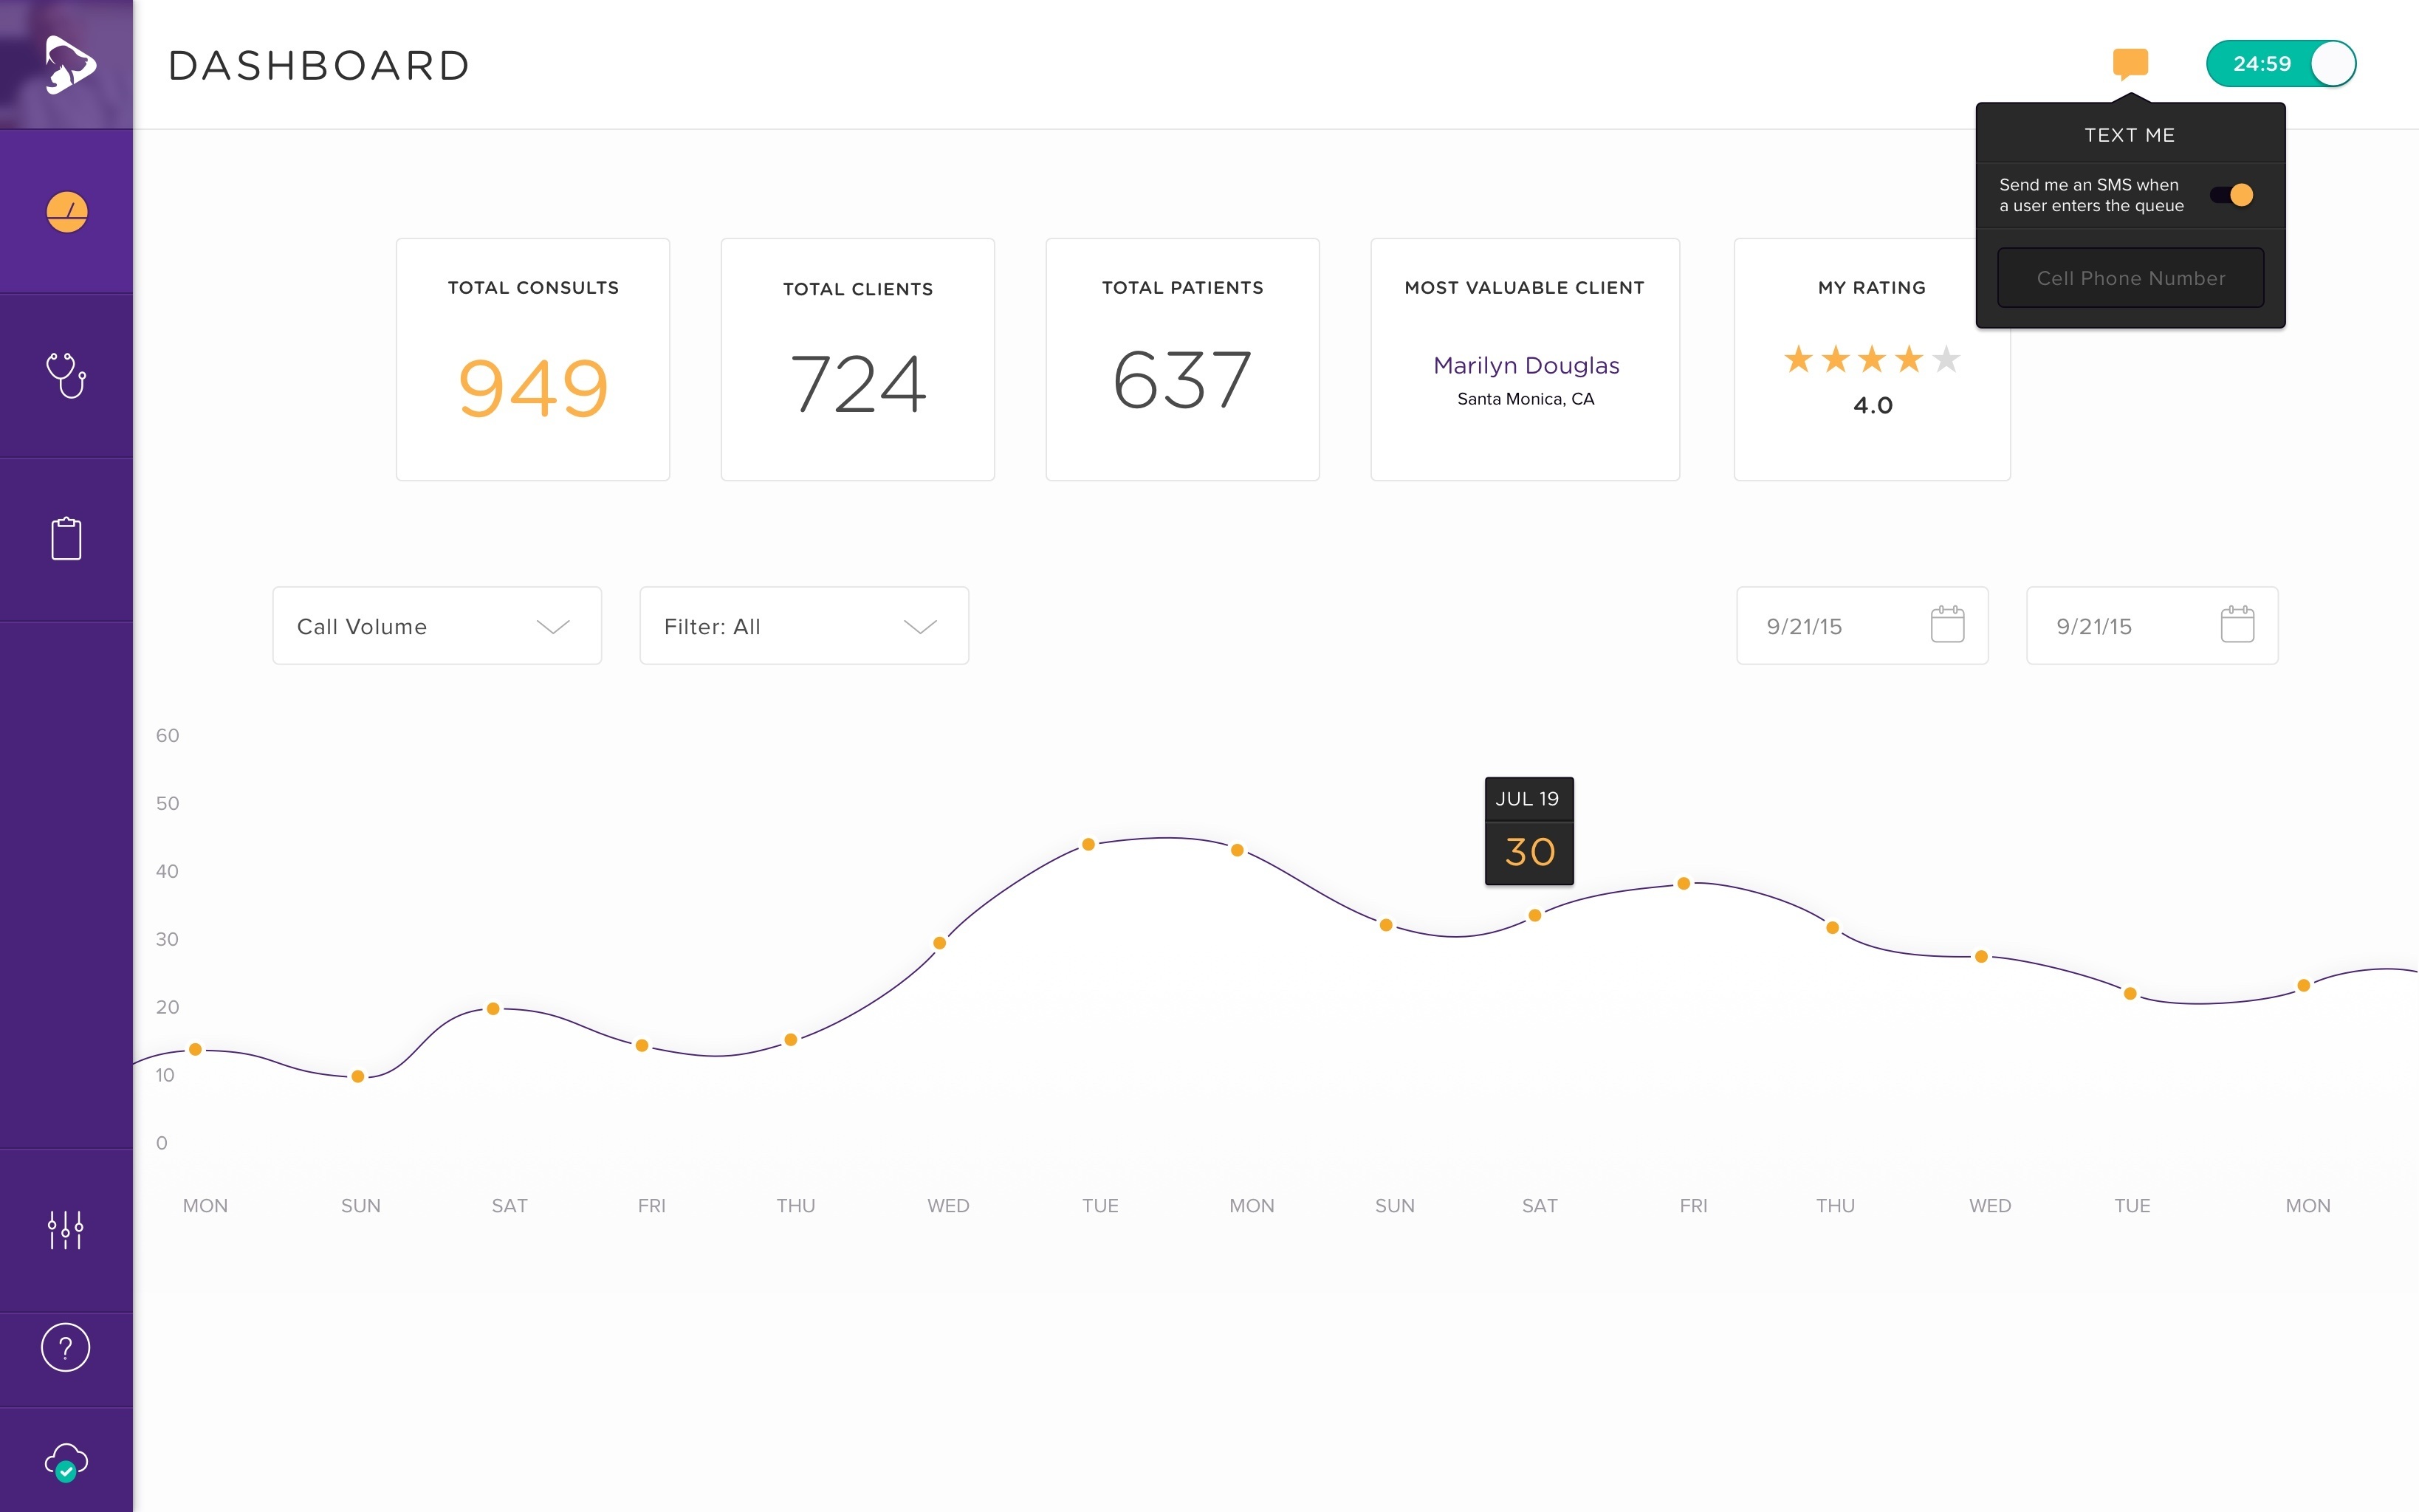 DASHBOARD
24:59
TEXT ME
Send me an SMS when
a user enters the queue
Cell Phone Number
TOTAL CONSULTS
949
TOTAL CLIENTS
724
TOTAL PATIENTS
637
MOST VALUABLE CLIENT
Marilyn Douglas
Santa Monica, CA
MY RATING
4.0
Call Volume
Filter: All
9/21/15
9/21/15
60
50
40
30
20
10
0
JUL 19
30
MON
SUN
SAT
FRI
THU
WED
TUE
MON
SUN
SAT
FRI
THU
WED
TUE
MON
?